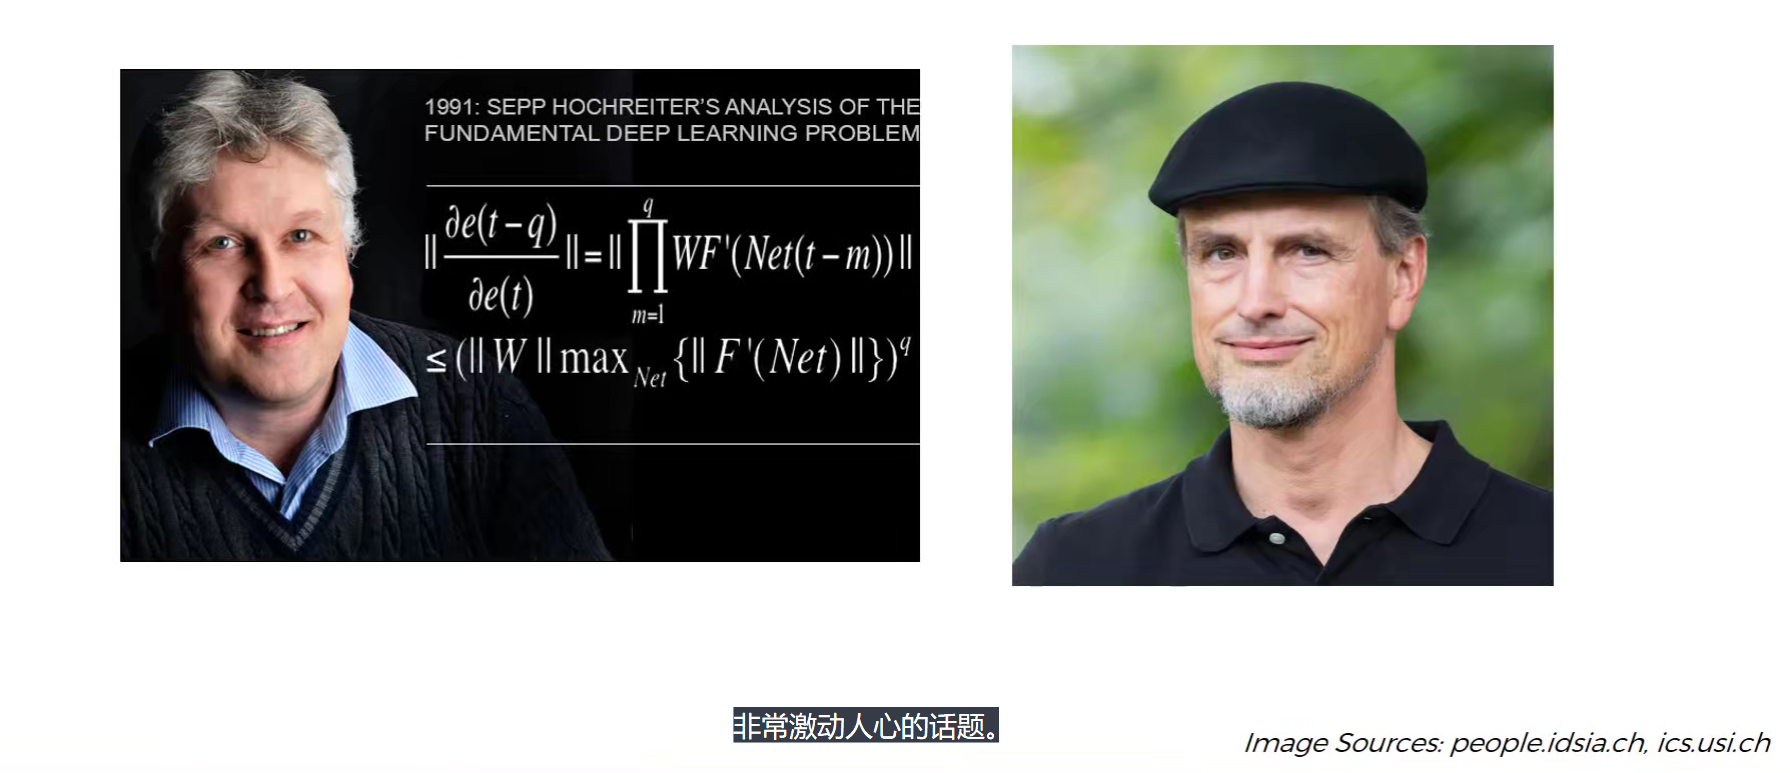 1991: SEPP HOCHREITER'S ANALYSIS OF THE
FUNDAMENTAL DEEP LEARNING PROBLEM
‖∂e(t−q)/∂e(t)‖=‖∏_{m=1}^{q} WF'(Net(t−m))‖
≤(‖W‖max_{Net}{‖F'(Net)‖})^q
非常激动人心的话题。
Image Sources: people.idsia.ch, ics.usi.ch